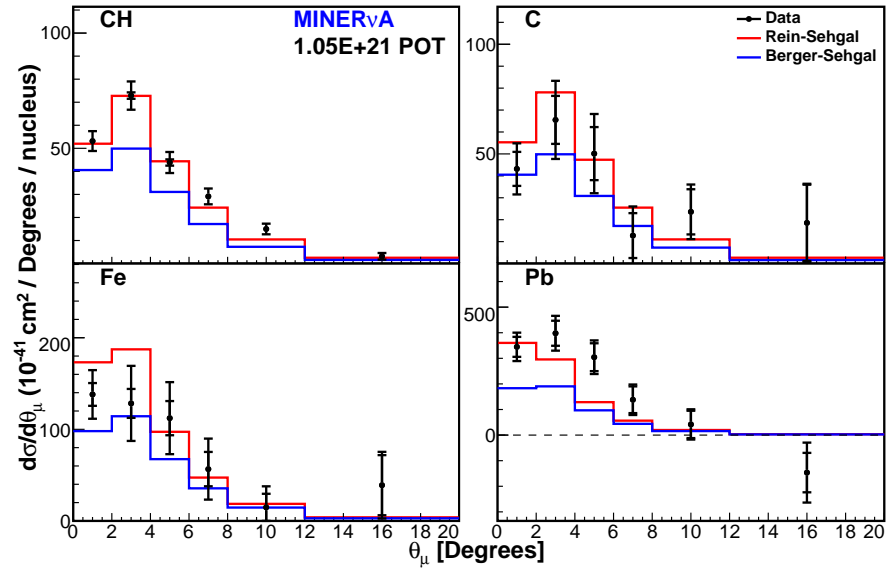 CH
MINERνA
1.05E+21 POT
C
Data
Rein-Sehgal
Berger-Sehgal
100
50
100
50
Fe
Pb
200
100
0
500
0
0 2 4 6 8 10 12 14 16 18 20
0 2 4 6 8 10 12 14 16 18 20
dσ/dθμ (10⁻⁴¹ cm² / Degrees / nucleus)
θμ [Degrees]